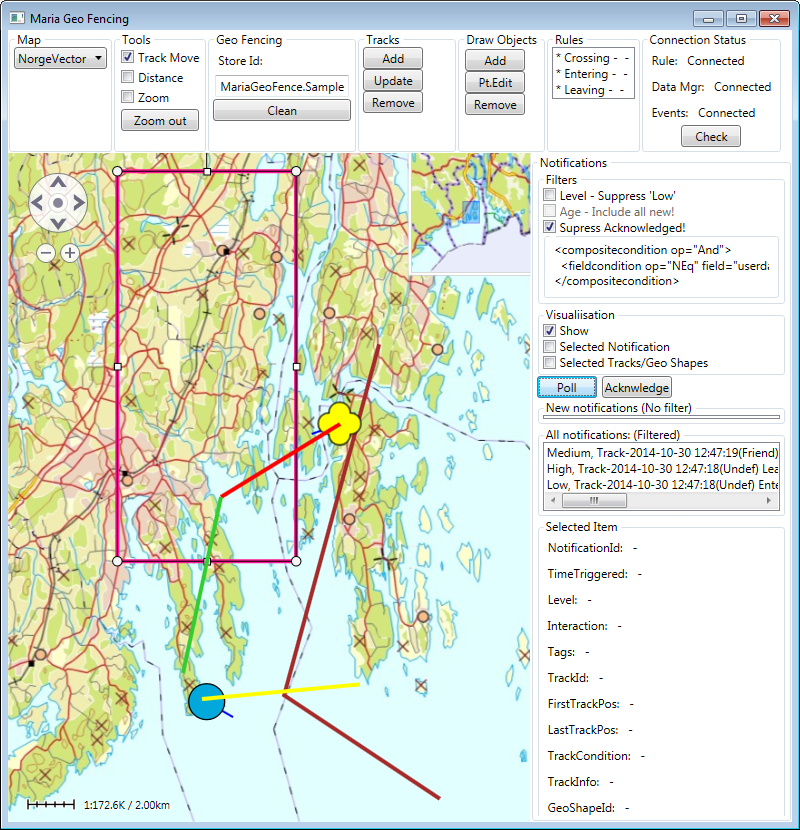 Maria Geo Fencing
Map
NorgeVector
Tools
Track Move
Distance
Zoom
Zoom out
Geo Fencing
Store Id:
MariaGeoFence.Sample
Clean
Tracks
Add
Update
Remove
Draw Objects
Add
Pt.Edit
Remove
Rules
* Crossing - -
* Entering - -
* Leaving - -
Connection Status
Rule: Connected
Data Mgr: Connected
Events: Connected
Check
Notifications
Filters
Level - Suppress 'Low'
Age - Include all new!
Supress Acknowledged!
<compositecondition op="And">
<fieldcondition op="NEq" field="userda
</compositecondition>
Visualiisation
Show
Selected Notification
Selected Tracks/Geo Shapes
Poll
Acknwledge
New notifications (No filter)
All notifications: (Filtered)
Medium, Track-2014-10-30 12:47:19(Friend)
High, Track-2014-10-30 12:47:18(Undef) Lea
Low, Track-2014-10-30 12:47:18(Undef) Ente
Selected Item
NotificationId: -
TimeTriggered: -
Level: -
Interaction: -
Tags: -
TrackId: -
FirstTrackPos: -
LastTrackPos: -
TrackCondition: -
TrackInfo: -
GeoShapeId: -
1:172.6K / 2.00km